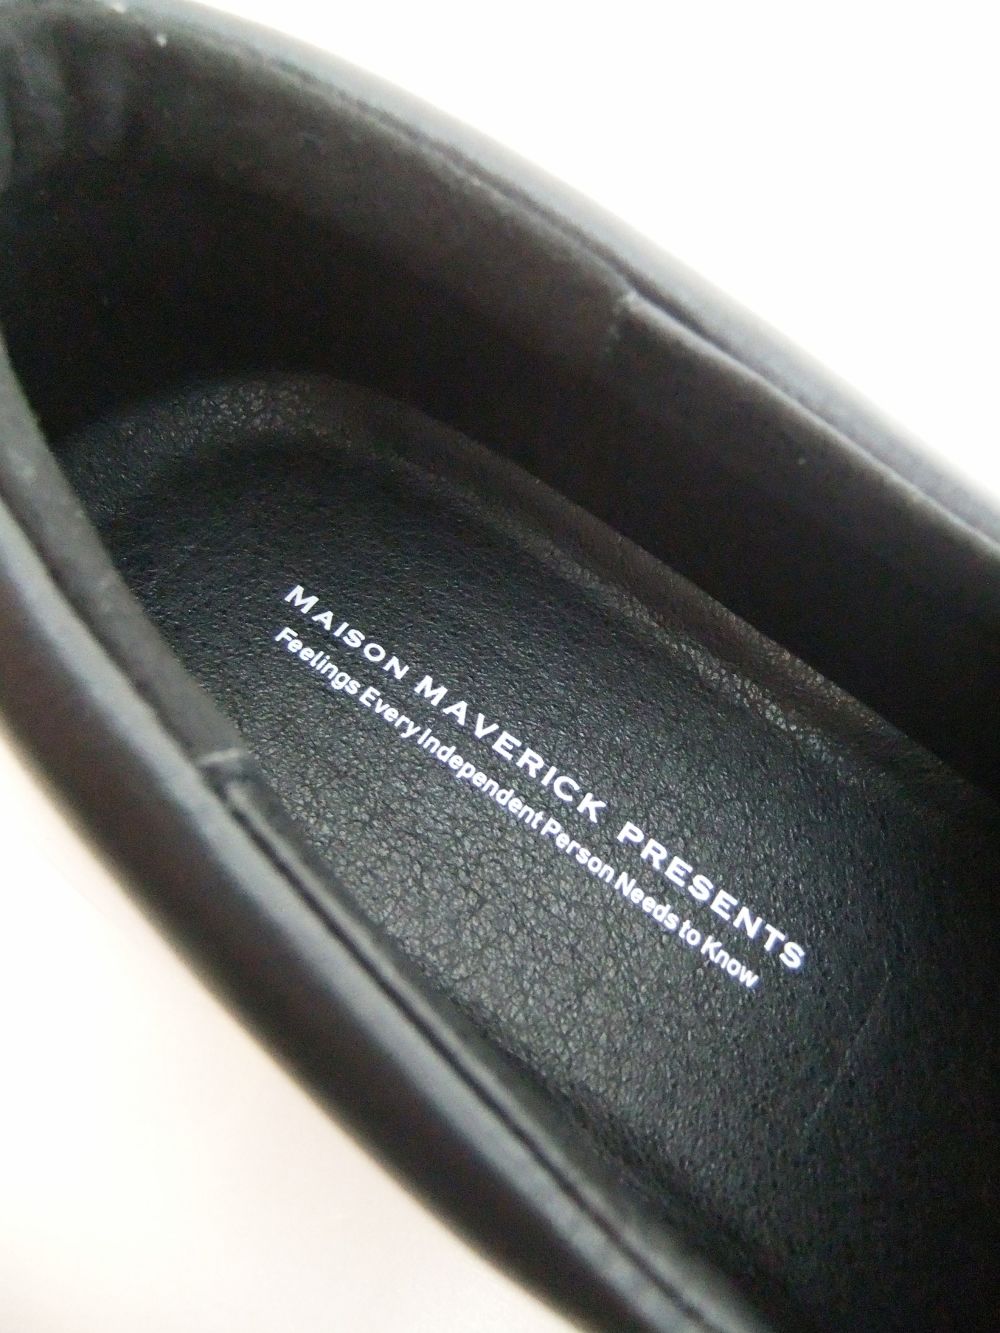 MAISON MAVERICK PRESENTS
Feelings Every Independent Person Needs to Know